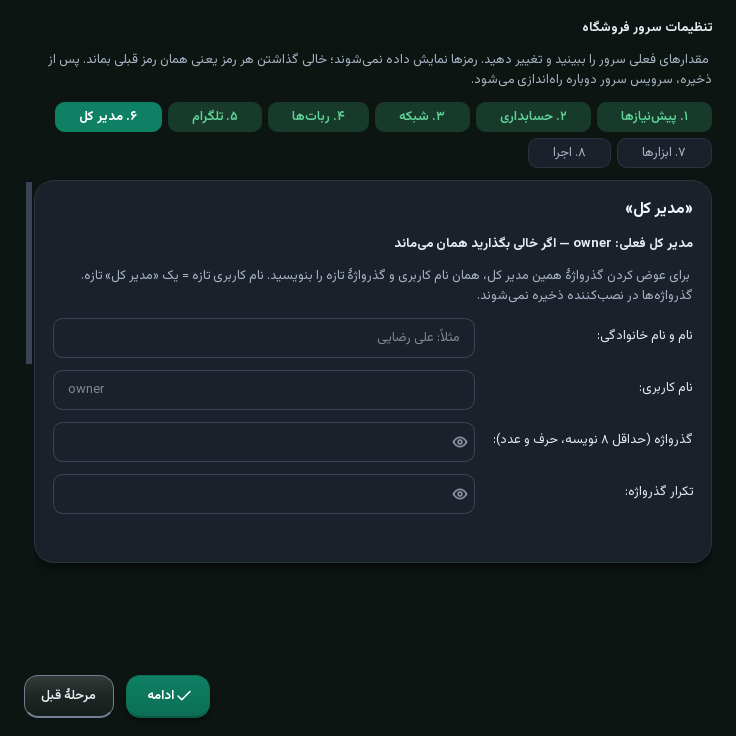 تنظیمات سرور فروشگاه
مقدارهای فعلی سرور را ببینید و تغییر دهید. رمزها نمایش داده نمی‌شوند؛ خالی گذاشتن هر رمز یعنی همان رمز قبلی بماند. پس از
ذخیره، سرویس سرور دوباره راه‌اندازی می‌شود.
۱. پیش‌نیازها
۲. حسابداری
۳. شبکه
۴. ربات‌ها
۵. تلگرام
۶. مدیر کل
۷. ابزارها
۸. اجرا
«مدیر کل»
مدیر کل فعلی: owner — اگر خالی بگذارید همان می‌ماند
برای عوض کردن گذرواژهٔ همین مدیر کل، همان نام کاربری و گذرواژهٔ تازه را بنویسید. نام کاربری تازه = یک «مدیر کل» تازه.
گذرواژه‌ها در نصب‌کننده ذخیره نمی‌شوند.
نام و نام خانوادگی:
مثلاً: علی رضایی
نام کاربری:
owner
گذرواژه (حداقل ۸ نویسه، حرف و عدد):
تکرار گذرواژه:
ادامه
مرحلهٔ قبل